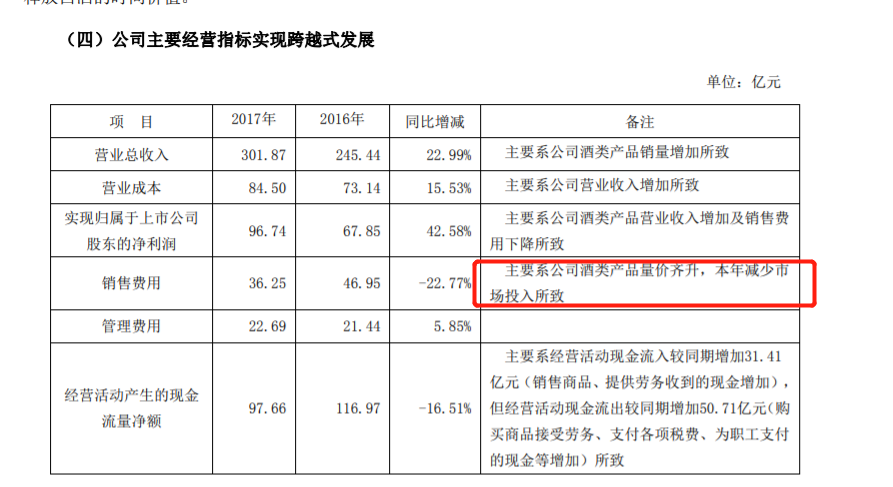 释放自信的时间价值。
（四）公司主要经营指标实现跨越式发展
单位：亿元
项 目 2017年 2016年 同比增减 备注
营业总收入 301.87 245.44 22.99% 主要系公司酒类产品销量增加所致
营业成本 84.50 73.14 15.53% 主要系公司营业收入增加所致
实现归属于上市公司
股东的净利润 96.74 67.85 42.58% 主要系公司酒类产品营业收入增加及销售费
用下降所致
销售费用 36.25 46.95 -22.77% 主要系公司酒类产品量价齐升，本年减少市
场投入所致
管理费用 22.69 21.44 5.85%
经营活动产生的现金
流量净额 97.66 116.97 -16.51% 主要系经营活动现金流入较同期增加31.41
亿元（销售商品、提供劳务收到的现金增加），
但经营活动现金流出较同期增加50.71亿元（购
买商品接受劳务、支付各项税费、为职工支付
的现金等增加）所致